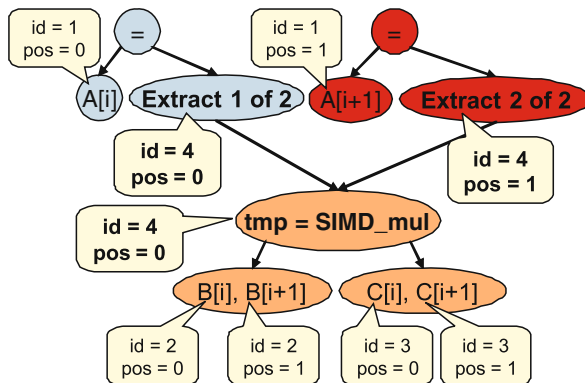 id = 1
pos = 0
=
id = 1
pos = 1
=
A[i]
Extract 1 of 2
A[i+1]
Extract 2 of 2
id = 4
pos = 0
id = 4
pos = 1
id = 4
pos = 0
tmp = SIMD_mul
B[i], B[i+1]
C[i], C[i+1]
id = 2
pos = 0
id = 2
pos = 1
id = 3
pos = 0
id = 3
pos = 1